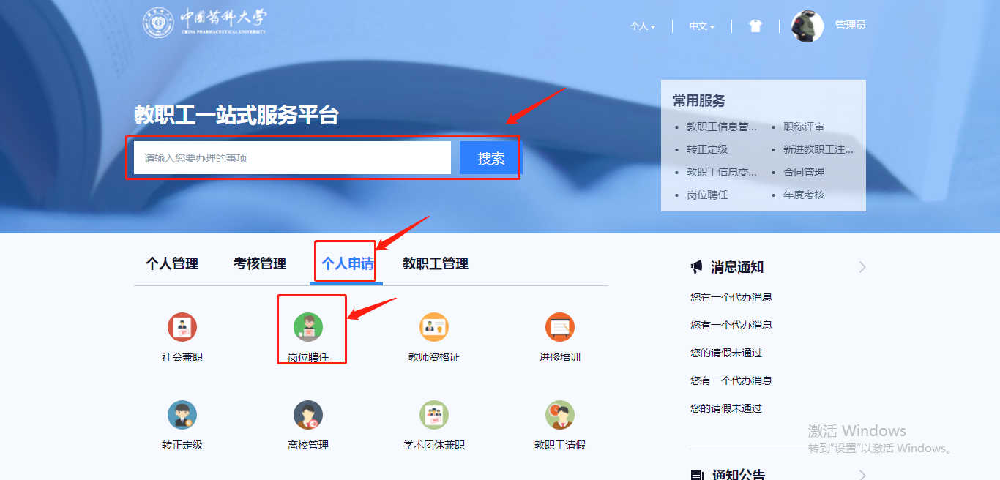 中国药科大学
CHINA PHARMACEUTICAL UNIVERSITY
个人
中文
管理员
教职工一站式服务平台
请输入您要办理的事项
搜索
常用服务
教职工信息管...
职称评审
转正定级
新进教职工注...
教职工信息变...
合同管理
岗位聘任
年度考核
个人管理
考核管理
个人申请
教职工管理
社会兼职
岗位聘任
教师资格证
进修培训
转正定级
离校管理
学术团体兼职
教职工请假
消息通知
您有一个代办消息
您有一个代办消息
您的请假未通过
您有一个代办消息
您的请假未通过
激活 Windows
转到"设置"以激活 Windows。
通知公告